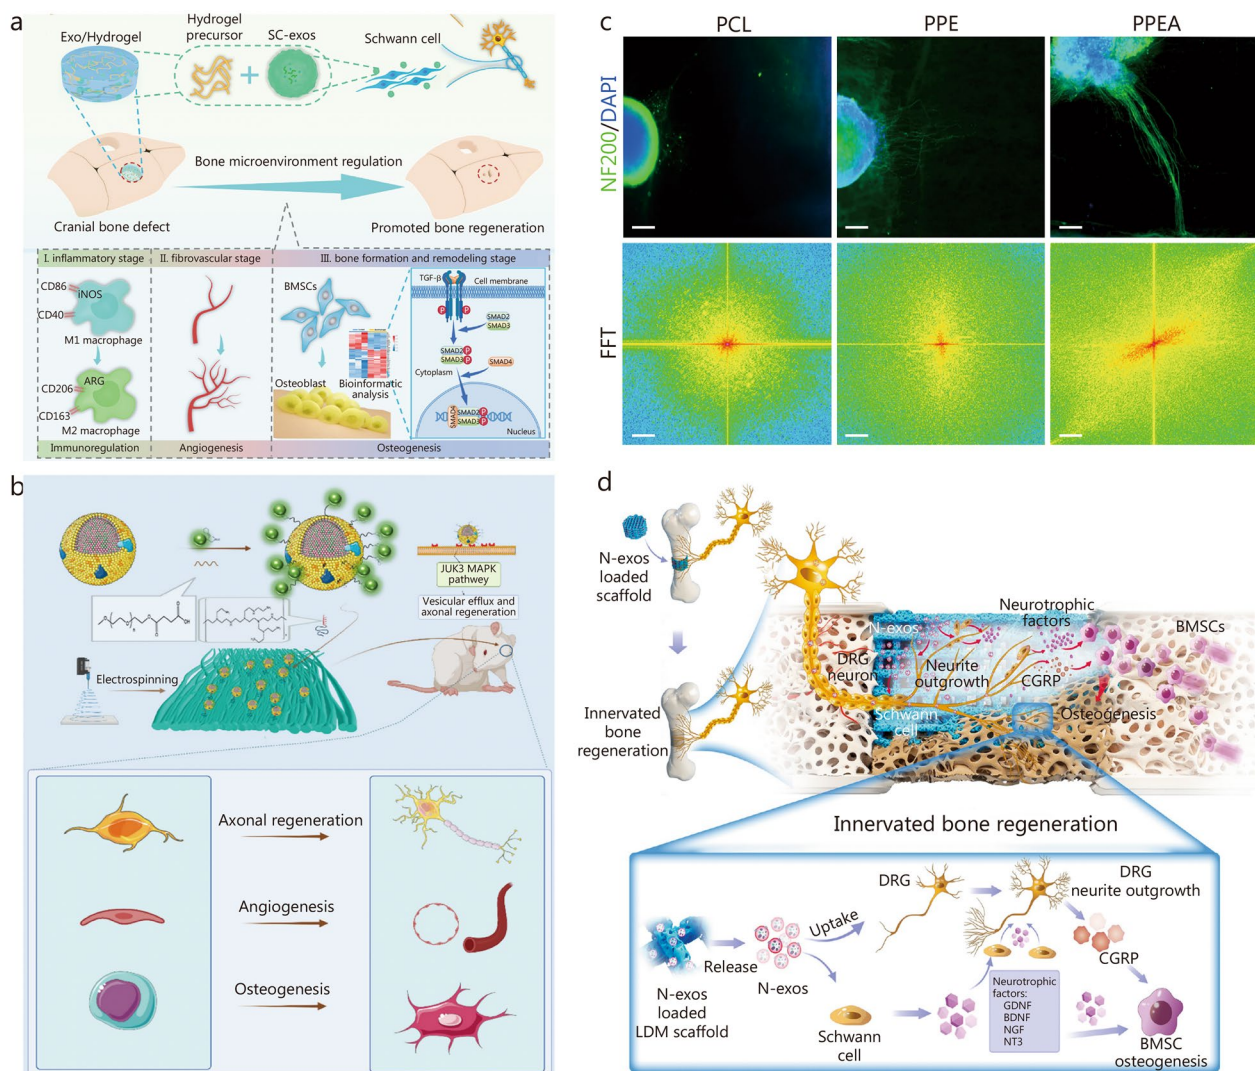 a
Exo/Hydrogel
Hydrogel
precursor
SC-exos
Schwann cell
Bone microenvironment regulation
Cranial bone defect
Promoted bone regeneration
I. inflammatory stage
II. fibrovascular stage
III. bone formation and remodeling stage
CD86
iNOS
CD40
M1 macrophage
CD206
ARG
CD163
M2 macrophage
BMSCs
Osteoblast
Bioinformatic
analysis
TGF-β
Cell membrane
P
P
SMAD2
SMAD3
SMAD2
SMAD3
P
SMAD4
Cytoplasm
SMAD4
SMAD2
SMAD3
P
Nucleus
Immunoregulation
Angiogenesis
Osteogenesis
b
JUK3 MAPK
pathwey
Vesicular efflux and
axonal regeneration
Electrospinning
Axonal regeneration
Angiogenesis
Osteogenesis
c
PCL
PPE
PPEA
NF200/DAPI
FFT
d
N-exos
loaded
scaffold
Innervated
bone
regeneration
N-exos
DRG
neuron
Neurite
outgrowth
Schwann
cell
Neurotrophic
factors
CGRP
BMSCs
Osteogenesis
Innervated bone regeneration
N-exos
loaded
LDM scaffold
Release
N-exos
Uptake
DRG
DRG
neurite outgrowth
CGRP
Schwann
cell
Neurotrophic
factors:
GDNF
BDNF
NGF
NT3
BMSC
osteogenesis